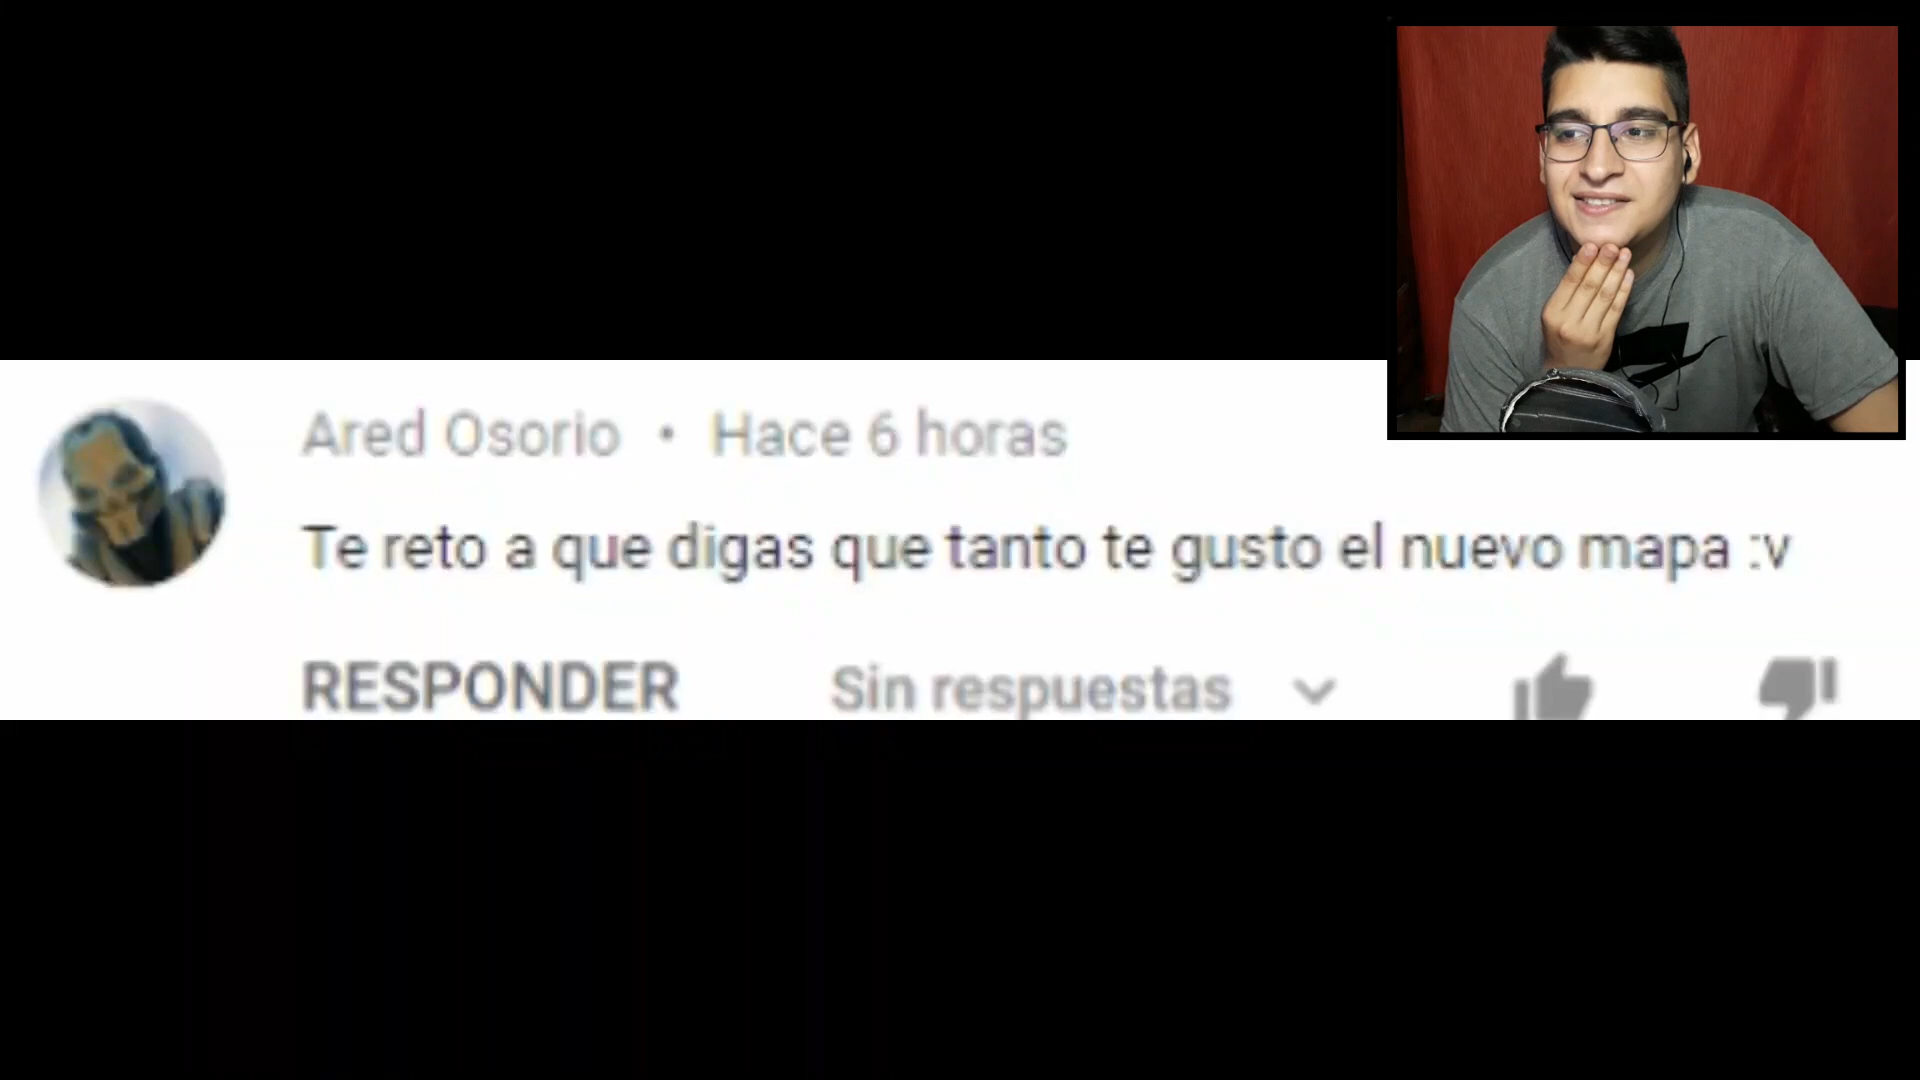 Ared Osorio • Hace 6 horas
Te reto a que digas que tanto te gusto el nuevo mapa :v
RESPONDER Sin respuestas